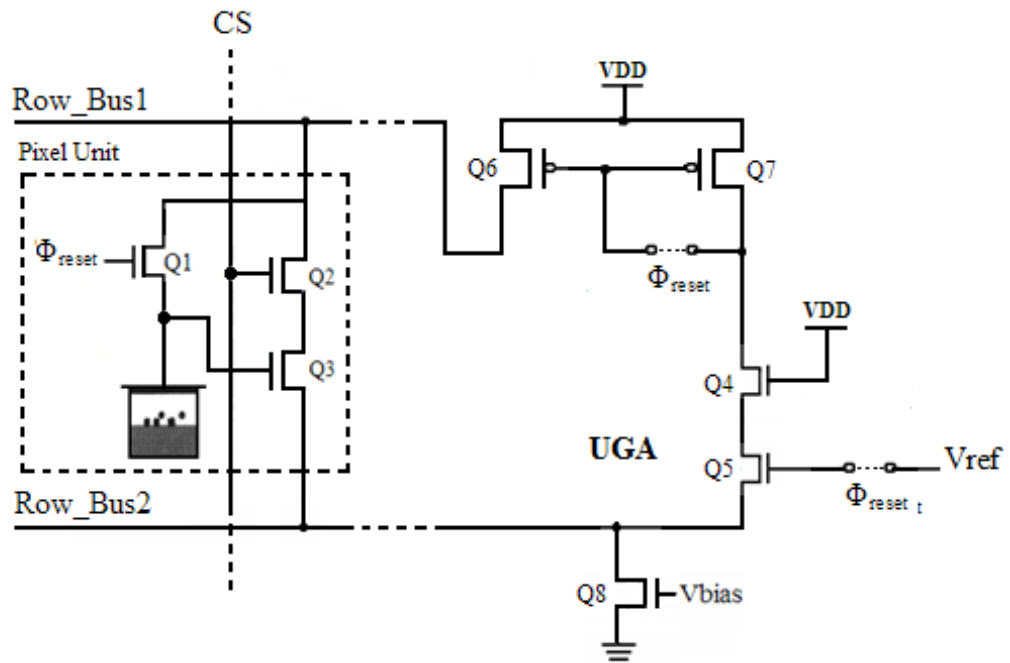 CS
VDD
Row_Bus1
Pixel Unit
Q6
Q7
Φreset
Q1
Q2
Φreset
VDD
Q3
Q4
UGA
Q5
Vref
Φreset t
Row_Bus2
Q8
Vbias